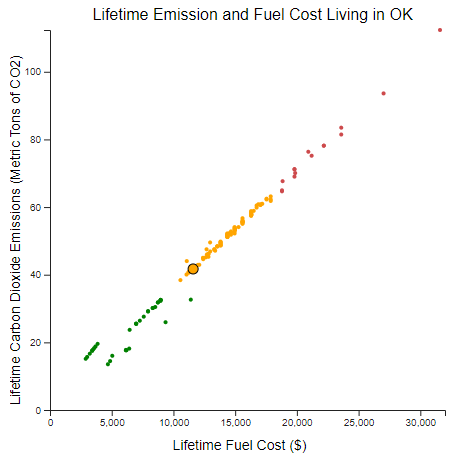 Lifetime Emission and Fuel Cost Living in OK
Lifetime Carbon Dioxide Emissions (Metric Tons of CO2)
100
80
60
40
20
0
0 5,000 10,000 15,000 20,000 25,000 30,000
Lifetime Fuel Cost ($)